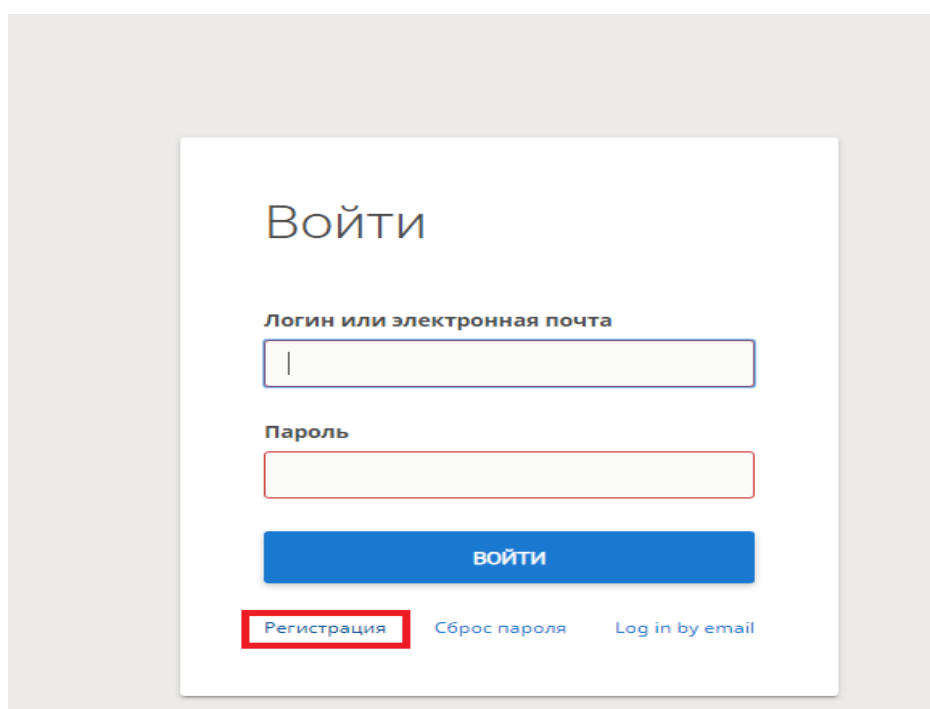 Войти
Логин или электронная почта
Пароль
ВОЙТИ
Регистрация Сброс пароля Log in by email